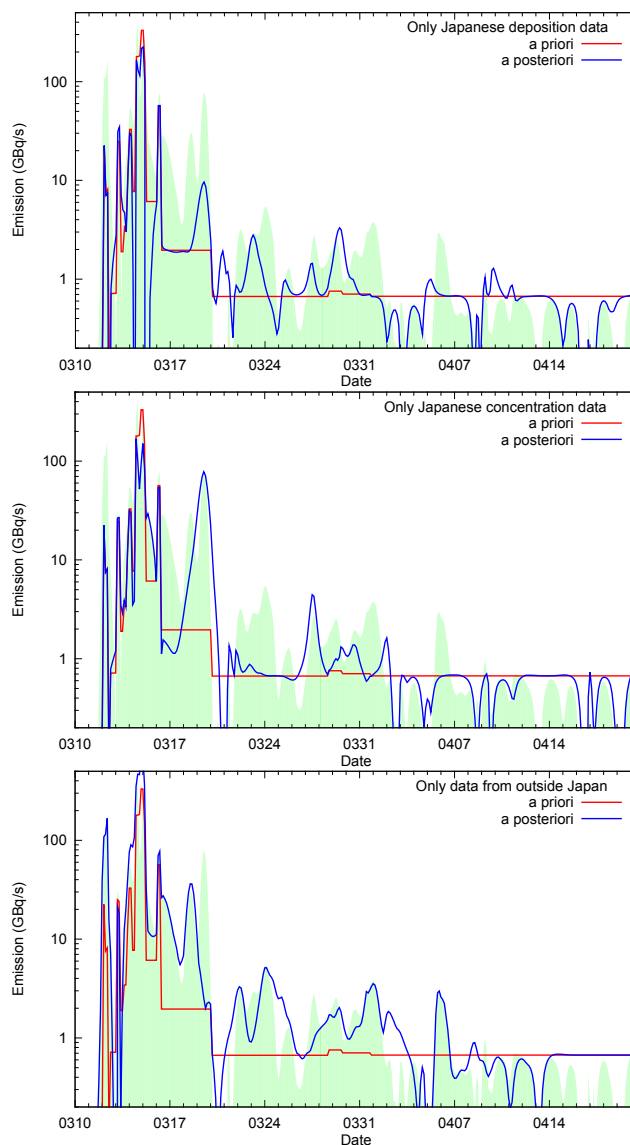 Only Japanese deposition data
a priori
a posteriori
100
10
1
Emission (GBq/s)
0310 0317 0324 0331 0407 0414
Date
Only Japanese concentration data
a priori
a posteriori
100
10
1
Emission (GBq/s)
0310 0317 0324 0331 0407 0414
Date
Only data from outside Japan
a priori
a posteriori
100
10
1
Emission (GBq/s)
0310 0317 0324 0331 0407 0414
Date